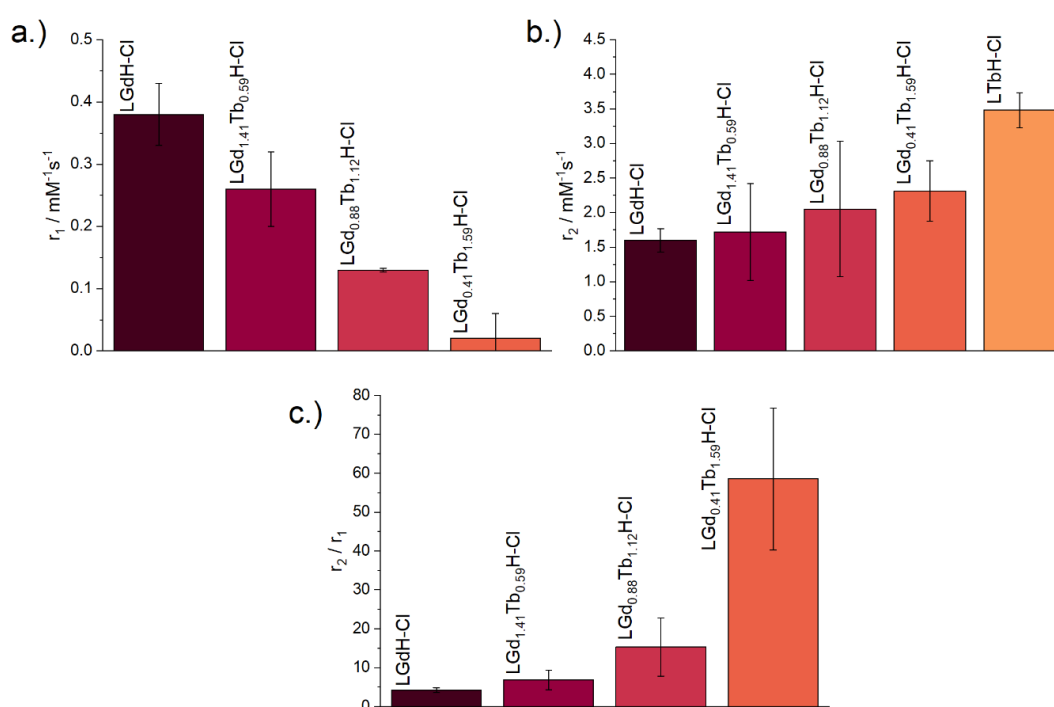 a.)
r₁ / mM⁻¹s⁻¹
0.5
0.4
0.3
0.2
0.1
0.0
LGdH-Cl
LGd₁.₄₁Tb₀.₅₉H-Cl
LGd₀.₈₈Tb₁.₁₂H-Cl
LGd₀.₄₁Tb₁.₅₉H-Cl
b.)
r₂ / mM⁻¹s⁻¹
4.5
4.0
3.5
3.0
2.5
2.0
1.5
1.0
0.5
0.0
LGdH-Cl
LGd₁.₄₁Tb₀.₅₉H-Cl
LGd₀.₈₈Tb₁.₁₂H-Cl
LGd₀.₄₁Tb₁.₅₉H-Cl
LTbH-Cl
c.)
r₂ / r₁
80
70
60
50
40
30
20
10
0
LGdH-Cl
LGd₁.₄₁Tb₀.₅₉H-Cl
LGd₀.₈₈Tb₁.₁₂H-Cl
LGd₀.₄₁Tb₁.₅₉H-Cl